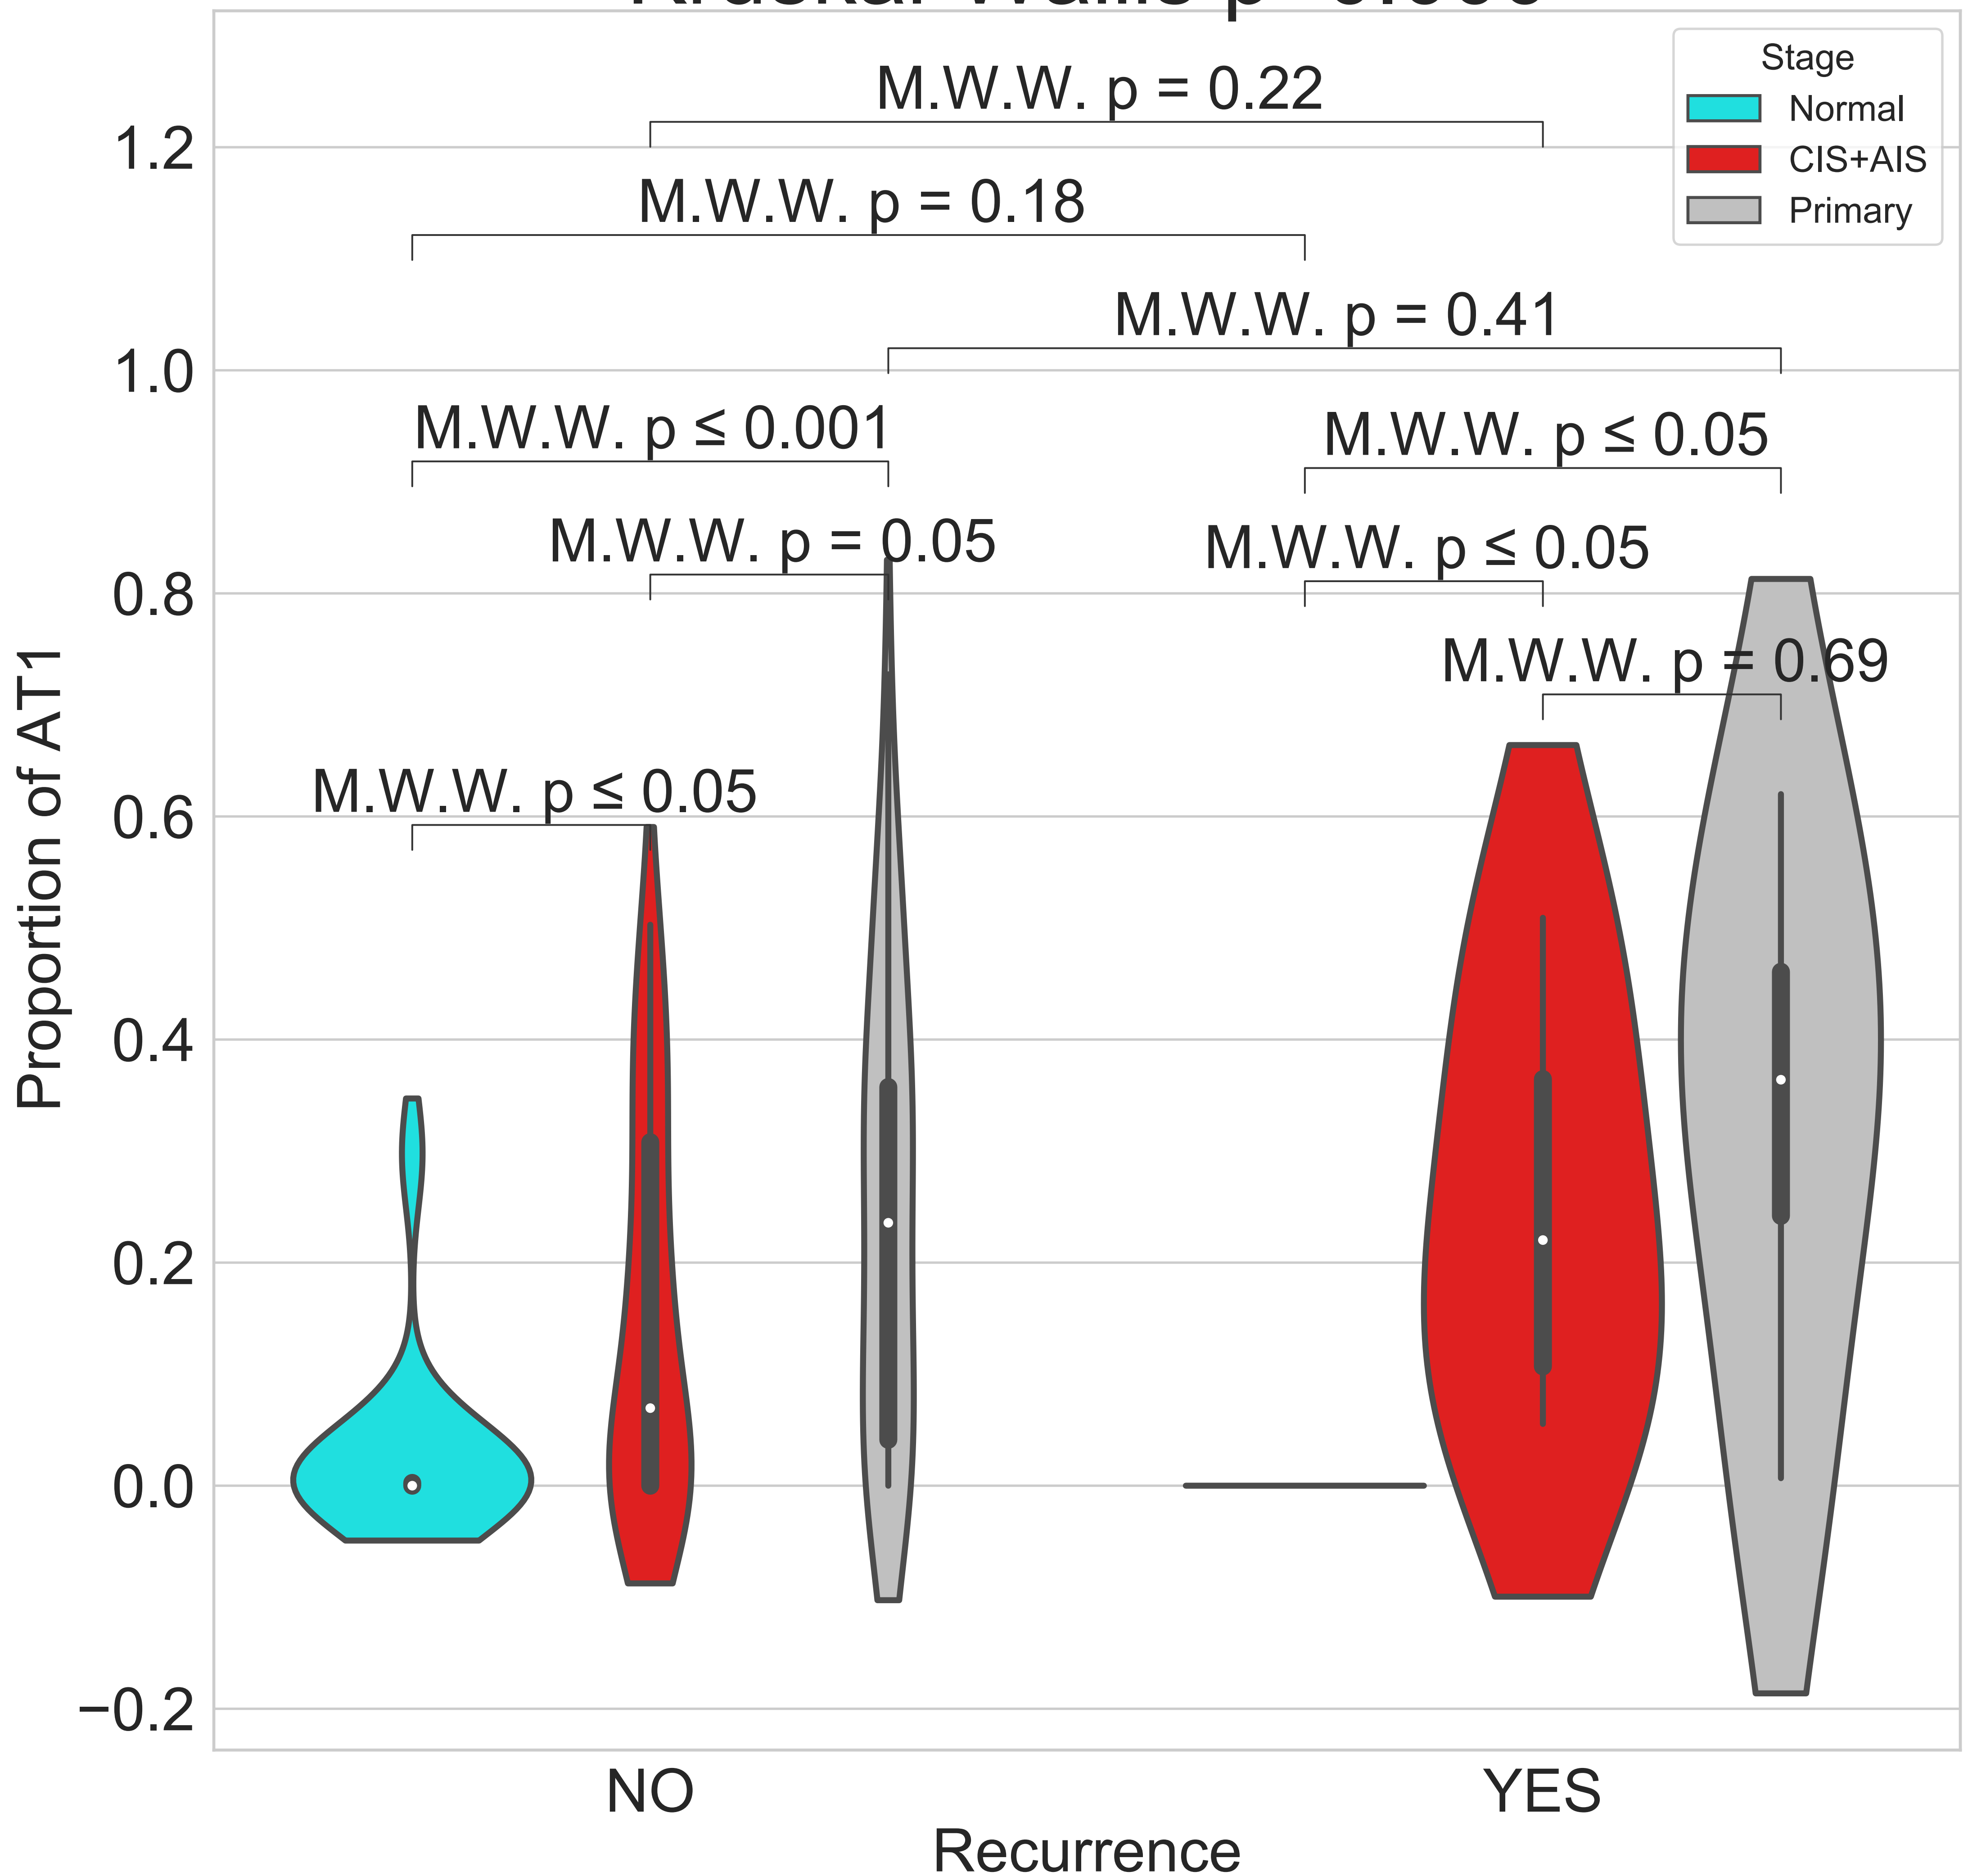 Stage
Normal
CIS+AIS
Primary
M.W.W. p = 0.22
M.W.W. p = 0.18
M.W.W. p = 0.41
M.W.W. p ≤ 0.001
M.W.W. p ≤ 0.05
M.W.W. p = 0.05
M.W.W. p ≤ 0.05
M.W.W. p = 0.69
M.W.W. p ≤ 0.05
1.2
1.0
0.8
0.6
0.4
0.2
0.0
−0.2
Proportion of AT1
NO
YES
Recurrence